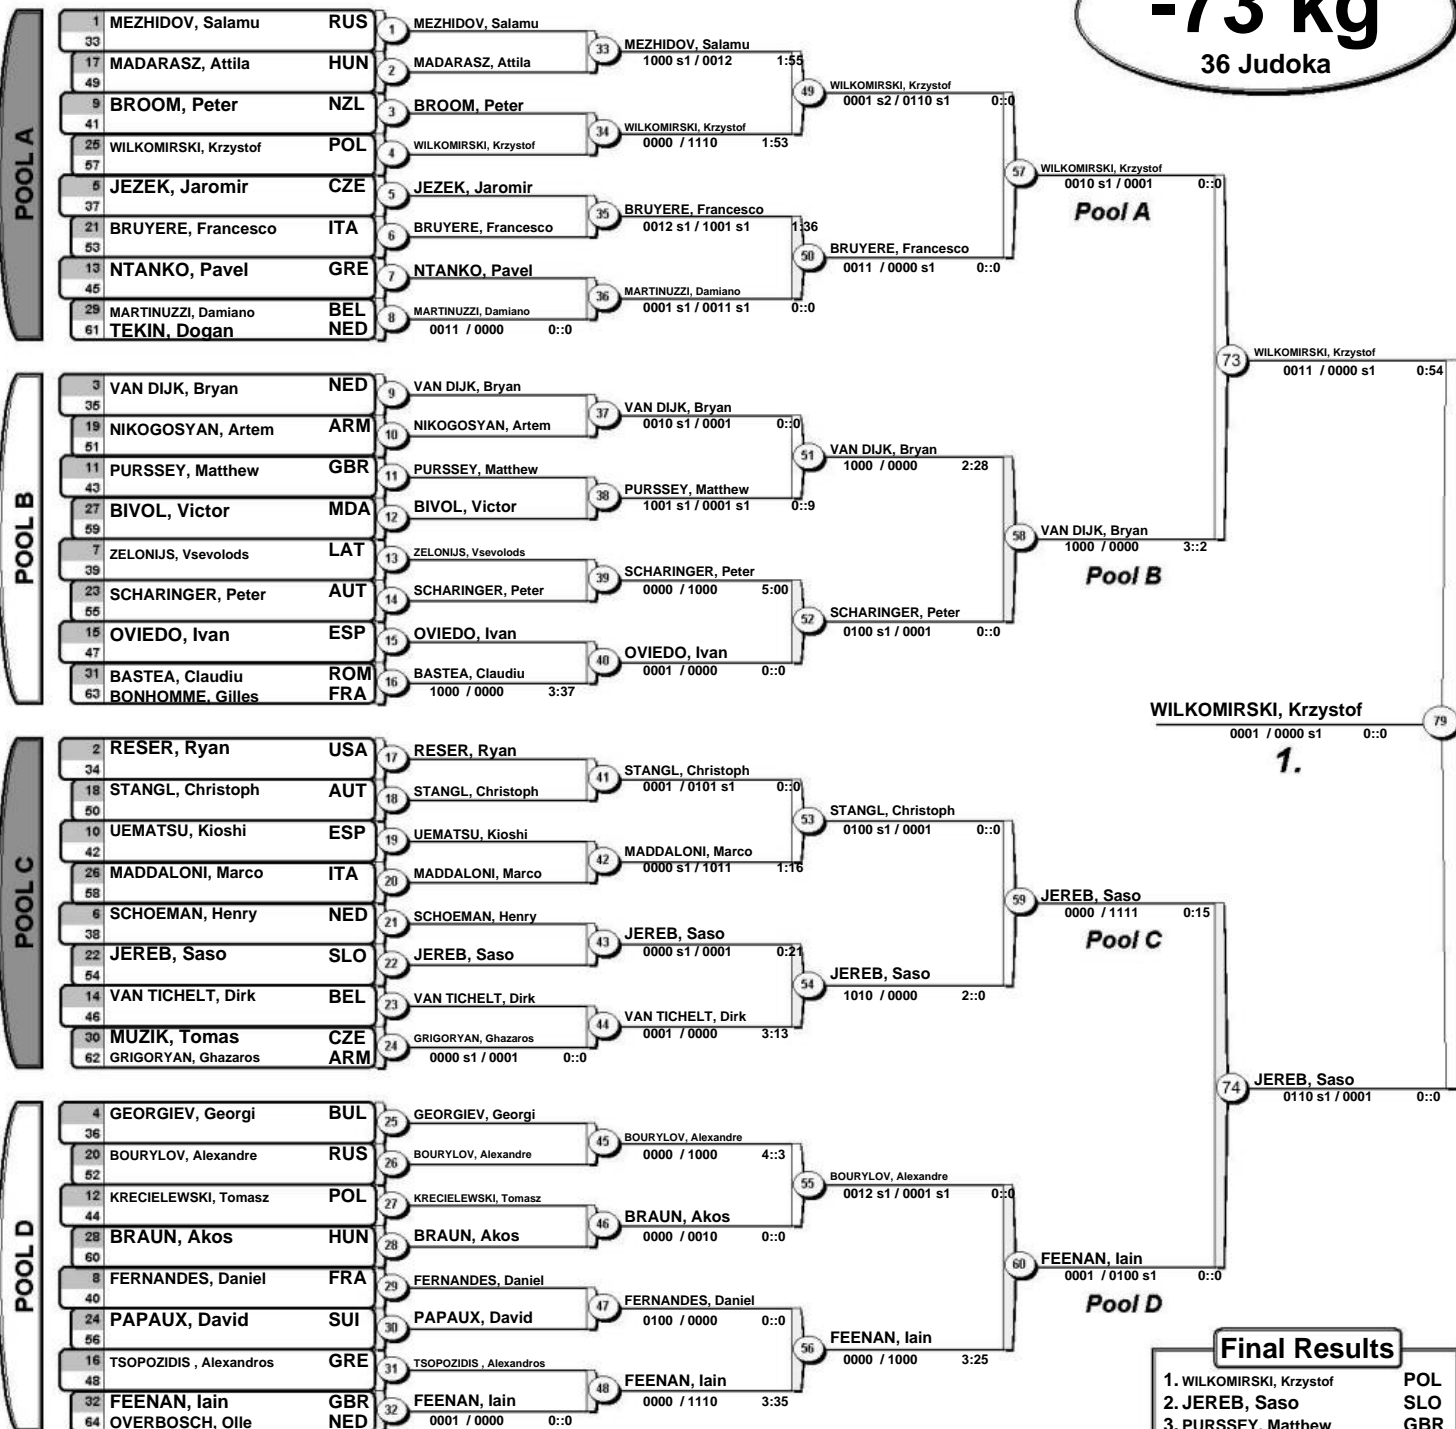 -73 kg
36 Judoka
POOL A
1 MEZHIDOV, Salamu RUS
33
17 MADARASZ, Attila HUN
49
9 BROOM, Peter NZL
41
25 WILKOMIRSKI, Krzystof POL
57
5 JEZEK, Jaromir CZE
37
21 BRUYERE, Francesco ITA
53
13 NTANKO, Pavel GRE
45
29 MARTINUZZI, Damiano BEL
61 TEKIN, Dogan NED
1 MEZHIDOV, Salamu
2 MADARASZ, Attila
3 BROOM, Peter
4 WILKOMIRSKI, Krzystof
5 JEZEK, Jaromir
6 BRUYERE, Francesco
7 NTANKO, Pavel
8 MARTINUZZI, Damiano
0011 / 0000 0::0
33 MEZHIDOV, Salamu
1000 s1 / 0012 1:55
34 WILKOMIRSKI, Krzystof
0000 / 1110 1:53
35 BRUYERE, Francesco
0012 s1 / 1001 s1 1:36
36 MARTINUZZI, Damiano
0001 s1 / 0011 s1 0::0
49 WILKOMIRSKI, Krzystof
0001 s2 / 0110 s1 0::0
50 BRUYERE, Francesco
0011 / 0000 s1 0::0
57 WILKOMIRSKI, Krzystof
0010 s1 / 0001 0::0
Pool A
POOL B
3 VAN DIJK, Bryan NED
35
19 NIKOGOSYAN, Artem ARM
51
11 PURSSEY, Matthew GBR
43
27 BIVOL, Victor MDA
59
7 ZELONIJS, Vsevolods LAT
39
23 SCHARINGER, Peter AUT
55
15 OVIEDO, Ivan ESP
47
31 BASTEA, Claudiu ROM
63 BONHOMME, Gilles FRA
9 VAN DIJK, Bryan
10 NIKOGOSYAN, Artem
11 PURSSEY, Matthew
12 BIVOL, Victor
13 ZELONIJS, Vsevolods
14 SCHARINGER, Peter
15 OVIEDO, Ivan
16 BASTEA, Claudiu
1000 / 0000 3:37
37 VAN DIJK, Bryan
0010 s1 / 0001 0::0
38 PURSSEY, Matthew
1001 s1 / 0001 s1 0::9
39 SCHARINGER, Peter
0000 / 1000 5:00
40 OVIEDO, Ivan
0001 / 0000 0::0
51 VAN DIJK, Bryan
1000 / 0000 2:28
52 SCHARINGER, Peter
0100 s1 / 0001 0::0
58 VAN DIJK, Bryan
1000 / 0000 3::2
Pool B
73 WILKOMIRSKI, Krzystof
0011 / 0000 s1 0:54
WILKOMIRSKI, Krzystof 79
0001 / 0000 s1 0::0
1.
POOL C
2 RESER, Ryan USA
34
18 STANGL, Christoph AUT
50
10 UEMATSU, Kioshi ESP
42
26 MADDALONI, Marco ITA
58
6 SCHOEMAN, Henry NED
38
22 JEREB, Saso SLO
54
14 VAN TICHELT, Dirk BEL
46
30 MUZIK, Tomas CZE
62 GRIGORYAN, Ghazaros ARM
17 RESER, Ryan
18 STANGL, Christoph
19 UEMATSU, Kioshi
20 MADDALONI, Marco
21 SCHOEMAN, Henry
22 JEREB, Saso
23 VAN TICHELT, Dirk
24 GRIGORYAN, Ghazaros
0000 s1 / 0001 0::0
41 STANGL, Christoph
0001 / 0101 s1 0::0
42 MADDALONI, Marco
0000 s1 / 1011 1:16
43 JEREB, Saso
0000 s1 / 0001 0:21
44 VAN TICHELT, Dirk
0001 / 0000 3:13
53 STANGL, Christoph
0100 s1 / 0001 0::0
54 JEREB, Saso
1010 / 0000 2::0
59 JEREB, Saso
0000 / 1111 0:15
Pool C
POOL D
4 GEORGIEV, Georgi BUL
36
20 BOURYLOV, Alexandre RUS
52
12 KRECIELEWSKI, Tomasz POL
44
28 BRAUN, Akos HUN
60
8 FERNANDES, Daniel FRA
40
24 PAPAUX, David SUI
56
16 TSOPOZIDIS , Alexandros GRE
48
32 FEENAN, Iain GBR
64 OVERBOSCH, Olle NED
25 GEORGIEV, Georgi
26 BOURYLOV, Alexandre
27 KRECIELEWSKI, Tomasz
28 BRAUN, Akos
29 FERNANDES, Daniel
30 PAPAUX, David
31 TSOPOZIDIS , Alexandros
32 FEENAN, Iain
0001 / 0000 0::0
45 BOURYLOV, Alexandre
0000 / 1000 4::3
46 BRAUN, Akos
0000 / 0010 0::0
47 FERNANDES, Daniel
0100 / 0000 0::0
48 FEENAN, Iain
0000 / 1110 3:35
55 BOURYLOV, Alexandre
0012 s1 / 0001 s1 0::0
56 FEENAN, Iain
0000 / 1000 3:25
60 FEENAN, Iain
0001 / 0100 s1 0::0
Pool D
74 JEREB, Saso
0110 s1 / 0001 0::0
Final Results
1. WILKOMIRSKI, Krzystof POL
2. JEREB, Saso SLO
3. PURSSEY, Matthew GBR